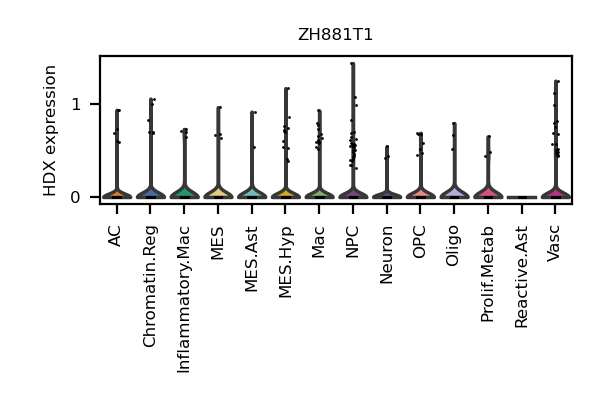 ZH881T1
HDX expression
1
0
AC
Chromatin.Reg
Inflammatory.Mac
MES
MES.Ast
MES.Hyp
Mac
NPC
Neuron
OPC
Oligo
Prolif.Metab
Reactive.Ast
Vasc